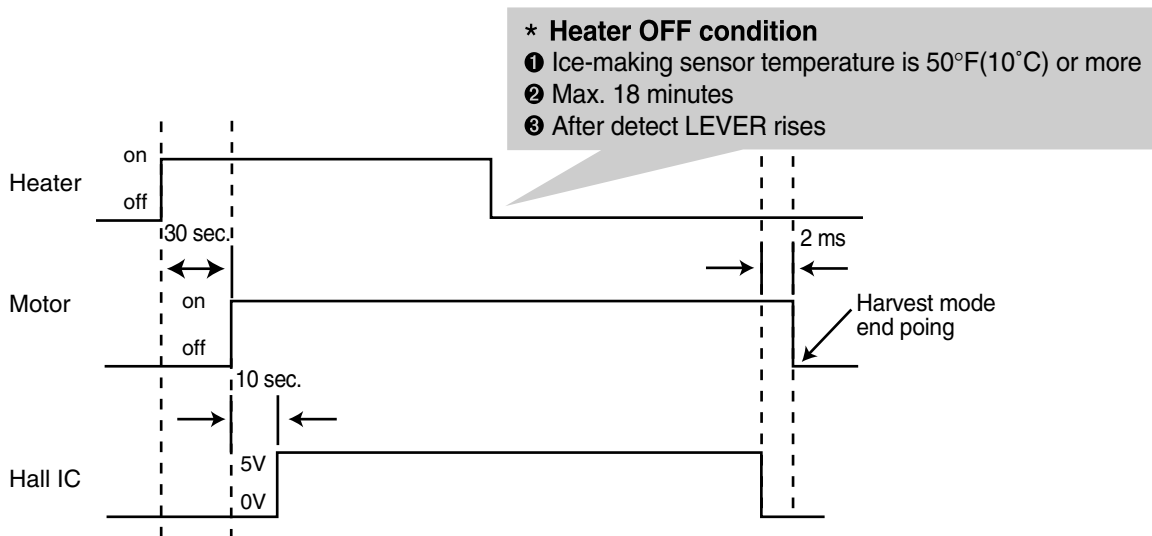 * Heater OFF condition
❶ Ice-making sensor temperature is 50°F(10˚C) or more
❷ Max. 18 minutes
❸ After detect LEVER rises
on
Heater
off
30 sec.
2 ms
Motor
on
off
Harvest mode
end poing
10 sec.
Hall IC
5V
0V